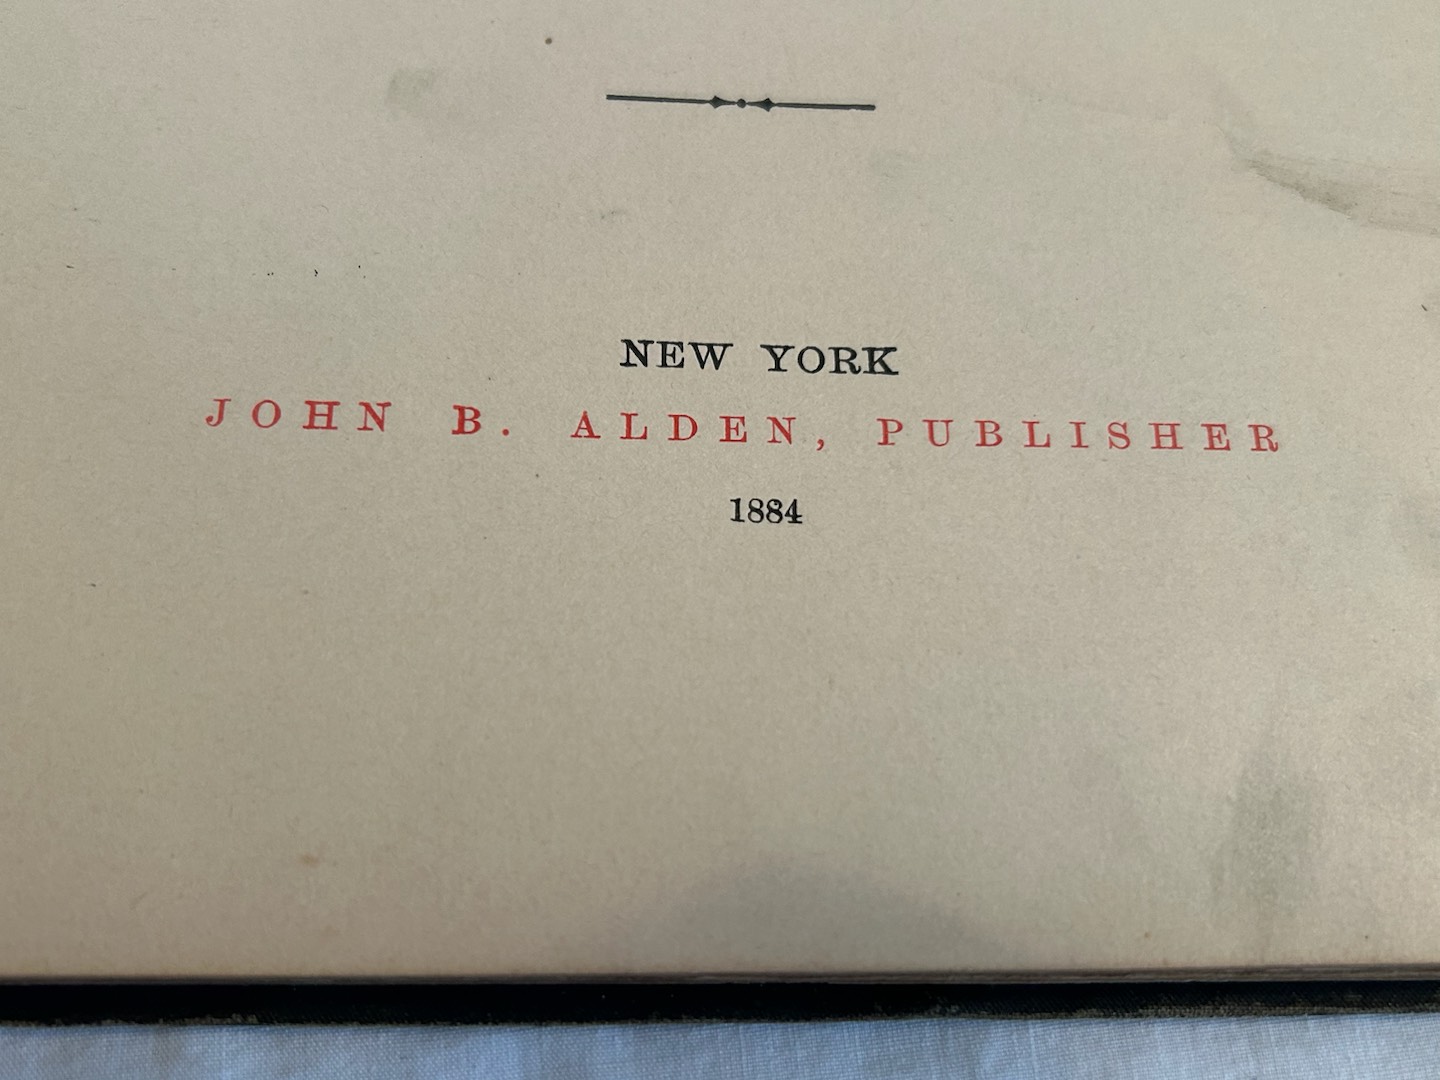 NEW YORK
JOHN B. ALDEN, PUBLISHER
1884